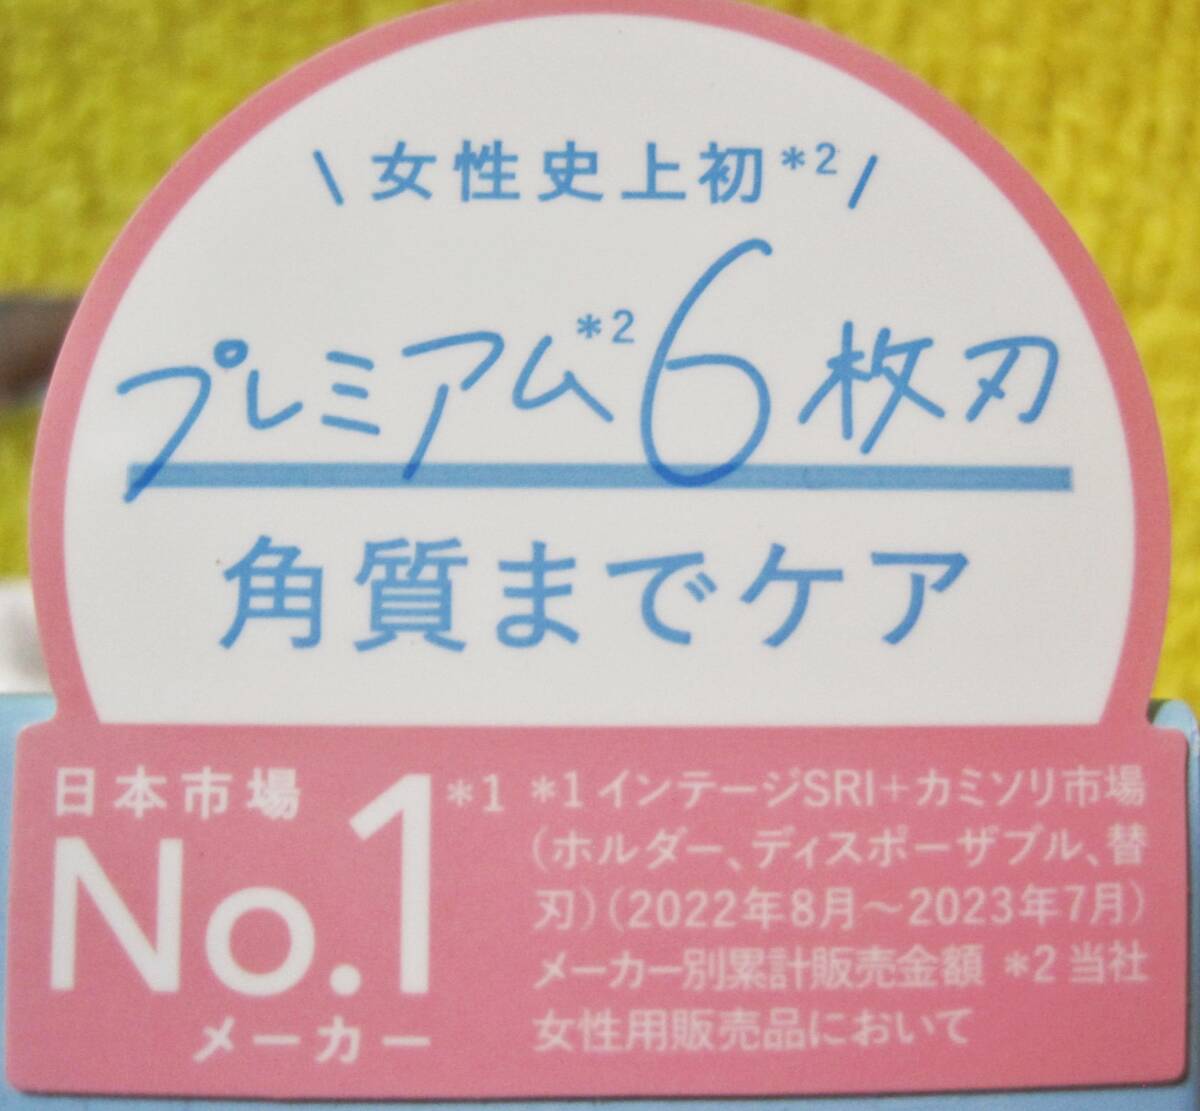 \ 女性史上初*2 /
プレミアム*2 6枚刃
角質までケア
日本市場
No.1*1
メーカー
*1 インテージSRI+カミソリ市場
(ホルダー、ディスポーザブル、替
刃)(2022年8月~2023年7月)
メーカー別累計販売金額 *2 当社
女性用販売品において